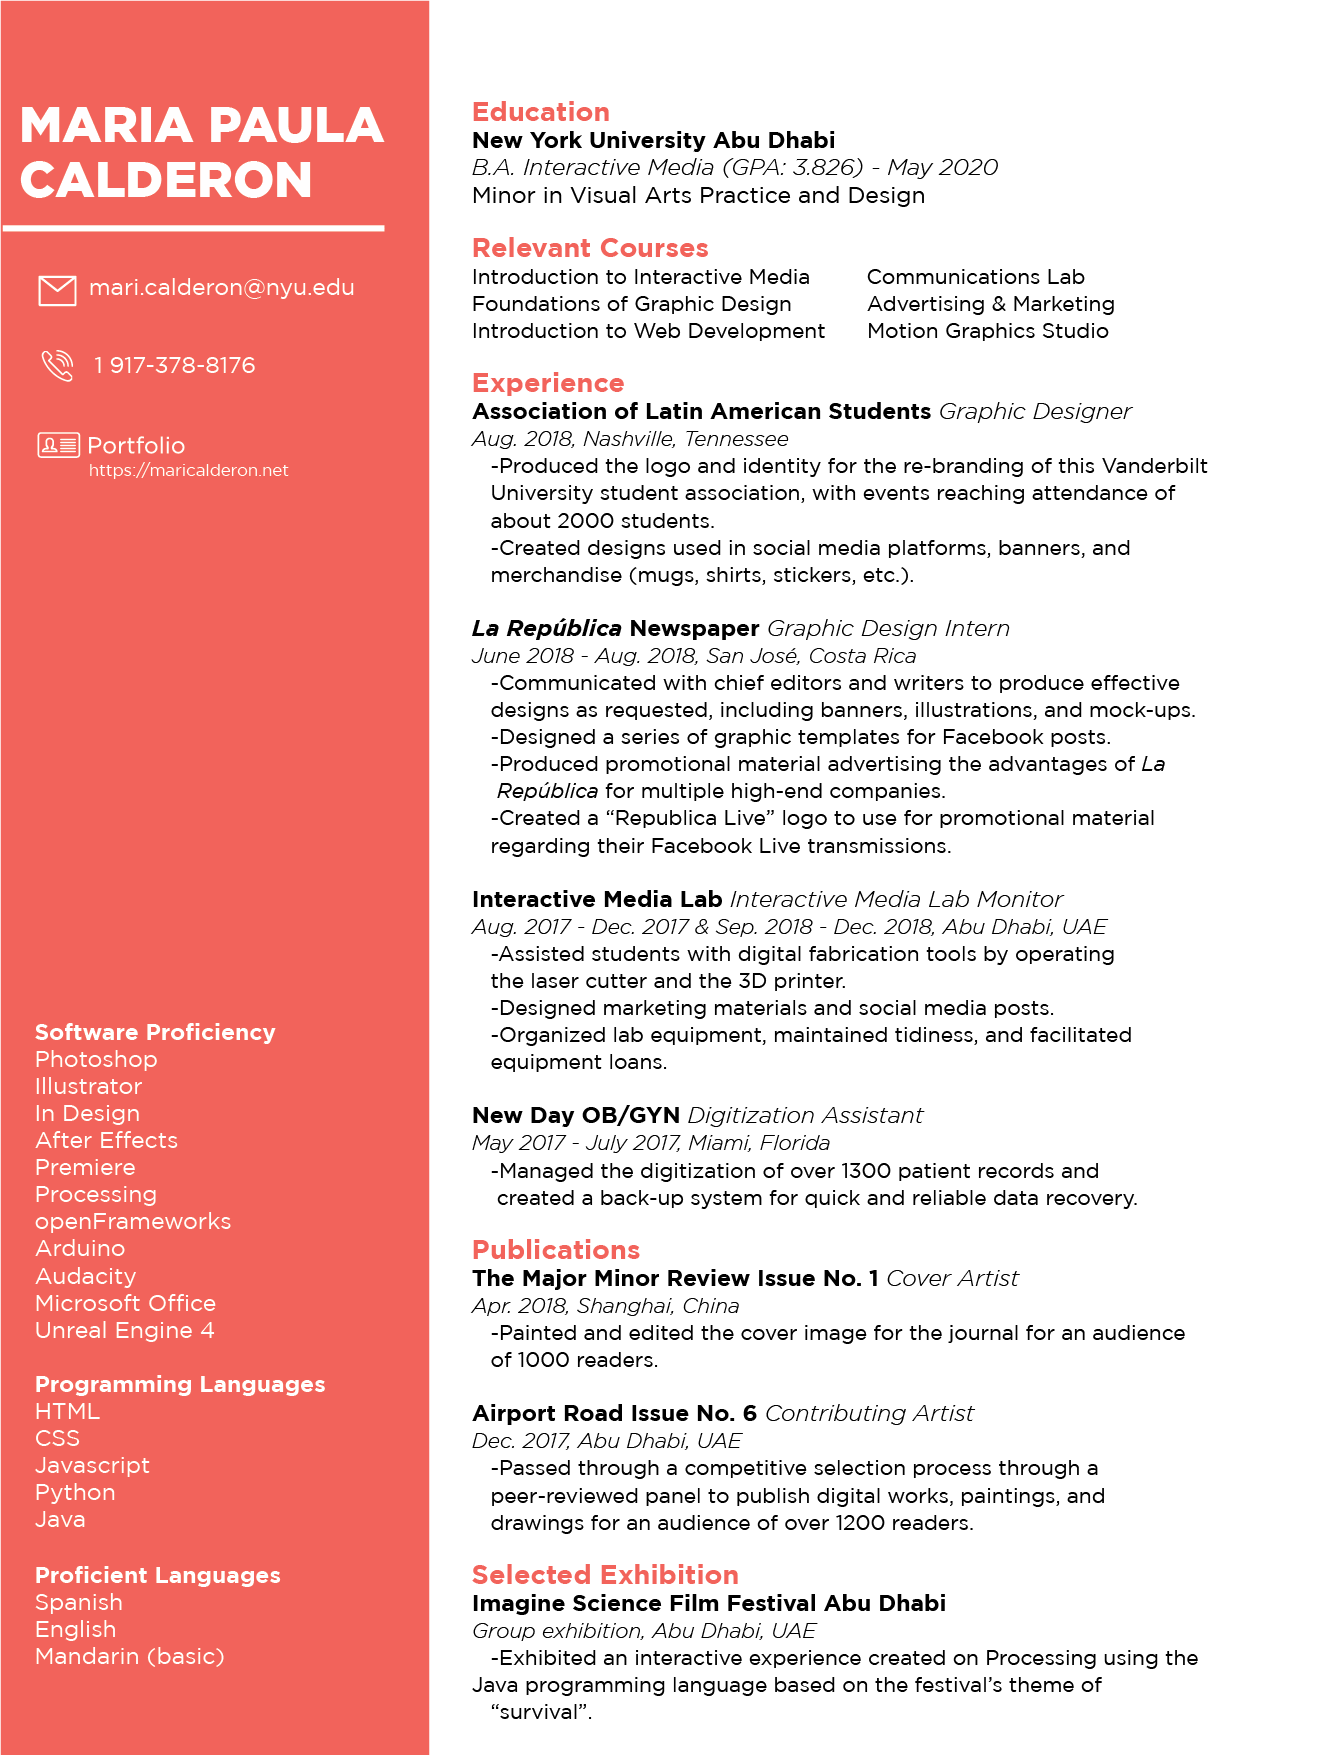 MARIA PAULA
CALDERON
mari.calderon@nyu.edu
1 917-378-8176
Portfolio
https://maricalderon.net
Software Proficiency
Photoshop
Illustrator
In Design
After Effects
Premiere
Processing
openFrameworks
Arduino
Audacity
Microsoft Office
Unreal Engine 4
Programming Languages
HTML
CSS
Javascript
Python
Java
Proficient Languages
Spanish
English
Mandarin (basic)
Education
New York University Abu Dhabi
B.A. Interactive Media (GPA: 3.826) - May 2020
Minor in Visual Arts Practice and Design
Relevant Courses
Introduction to Interactive Media Communications Lab
Foundations of Graphic Design Advertising & Marketing
Introduction to Web Development Motion Graphics Studio
Experience
Association of Latin American Students Graphic Designer
Aug. 2018, Nashville, Tennessee
-Produced the logo and identity for the re-branding of this Vanderbilt
University student association, with events reaching attendance of
about 2000 students.
-Created designs used in social media platforms, banners, and
merchandise (mugs, shirts, stickers, etc.).
La República Newspaper Graphic Design Intern
June 2018 - Aug. 2018, San José, Costa Rica
-Communicated with chief editors and writers to produce effective
designs as requested, including banners, illustrations, and mock-ups.
-Designed a series of graphic templates for Facebook posts.
-Produced promotional material advertising the advantages of La
República for multiple high-end companies.
-Created a “Republica Live” logo to use for promotional material
regarding their Facebook Live transmissions.
Interactive Media Lab Interactive Media Lab Monitor
Aug. 2017 - Dec. 2017 & Sep. 2018 - Dec. 2018, Abu Dhabi, UAE
-Assisted students with digital fabrication tools by operating
the laser cutter and the 3D printer.
-Designed marketing materials and social media posts.
-Organized lab equipment, maintained tidiness, and facilitated
equipment loans.
New Day OB/GYN Digitization Assistant
May 2017 - July 2017, Miami, Florida
-Managed the digitization of over 1300 patient records and
created a back-up system for quick and reliable data recovery.
Publications
The Major Minor Review Issue No. 1 Cover Artist
Apr. 2018, Shanghai, China
-Painted and edited the cover image for the journal for an audience
of 1000 readers.
Airport Road Issue No. 6 Contributing Artist
Dec. 2017, Abu Dhabi, UAE
-Passed through a competitive selection process through a
peer-reviewed panel to publish digital works, paintings, and
drawings for an audience of over 1200 readers.
Selected Exhibition
Imagine Science Film Festival Abu Dhabi
Group exhibition, Abu Dhabi, UAE
-Exhibited an interactive experience created on Processing using the
Java programming language based on the festival’s theme of
“survival”.